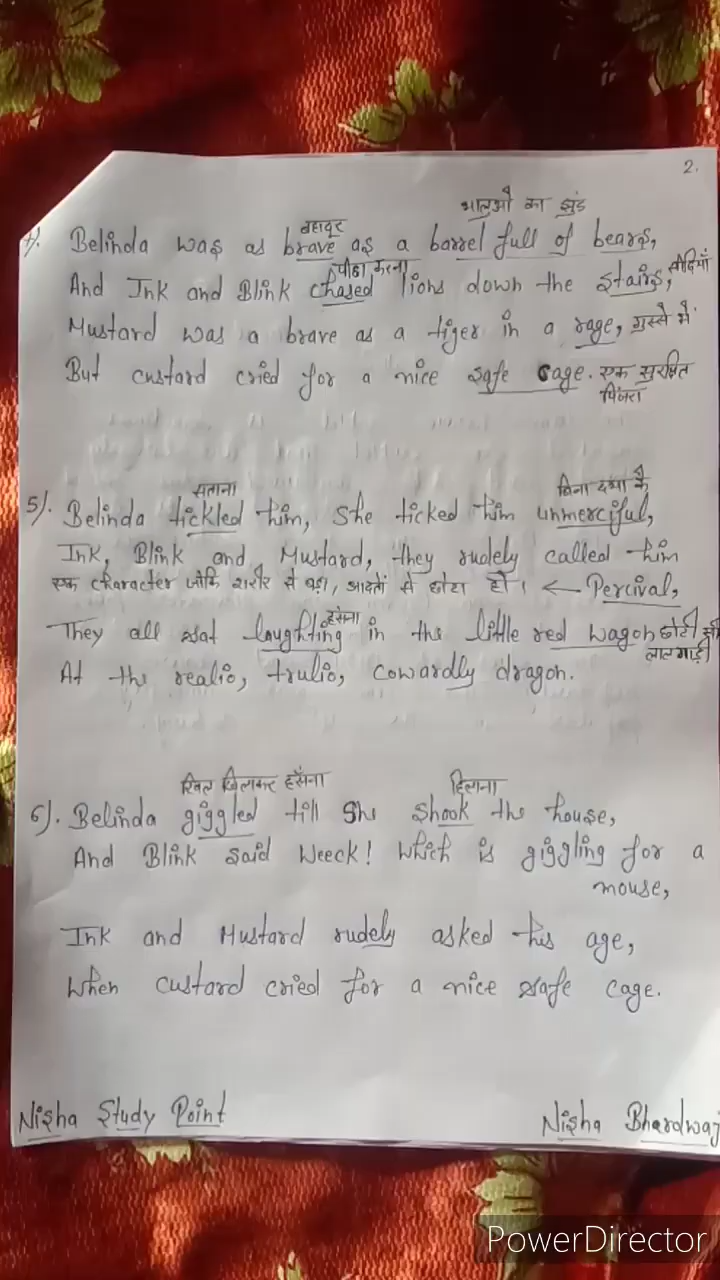 2.
भालुओं का झुंड
बहादूर
4). Belinda was as brave as a barrel full of bears,
पीछा करना
And Ink and Blink chased lions down the stairs, सीढ़ियाँ
Mustard was a brave as a tiger in a rage, गुस्से में
But custard cried for a nice safe cage. एक सुरक्षित
पिंजरा
सताना बिना दया के
5). Belinda tickled him, She ticked him unmerciful,
Ink, Blink and Mustard, they rudely called him
एक character जोकि शरीर से बड़ा, आदतों से छोटा हो। ← Percival,
हँसना
They all sat laughting in the little red wagon छोटी सी
लालगाड़ी
At the realio, trulio, cowardly dragon.
खिल खिलाकर हँसना हिलाना
6). Belinda giggled till She shook the house,
And Blink said Weeck! Which is giggling for a
mouse,
Ink and Mustard rudely asked his age,
When custard cried for a nice safe cage.
Nisha Study Point Nisha Bhardwaj
PowerDirector